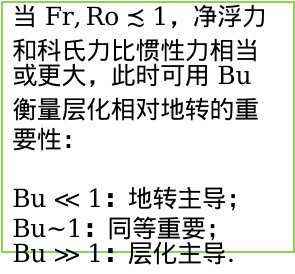 当 Fr, Ro ≾ 1，净浮力
和科氏力比惯性力相当
或更大，此时可用 Bu
衡量层化相对地转的重
要性：
Bu ≪ 1：地转主导；
Bu~1：同等重要；
Bu ≫ 1：层化主导.